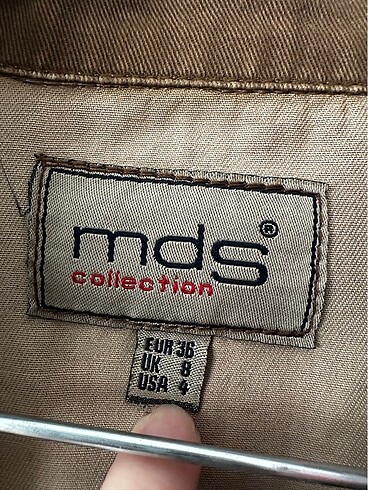 mds®
collection
EUR 36
UK 8
USA 4